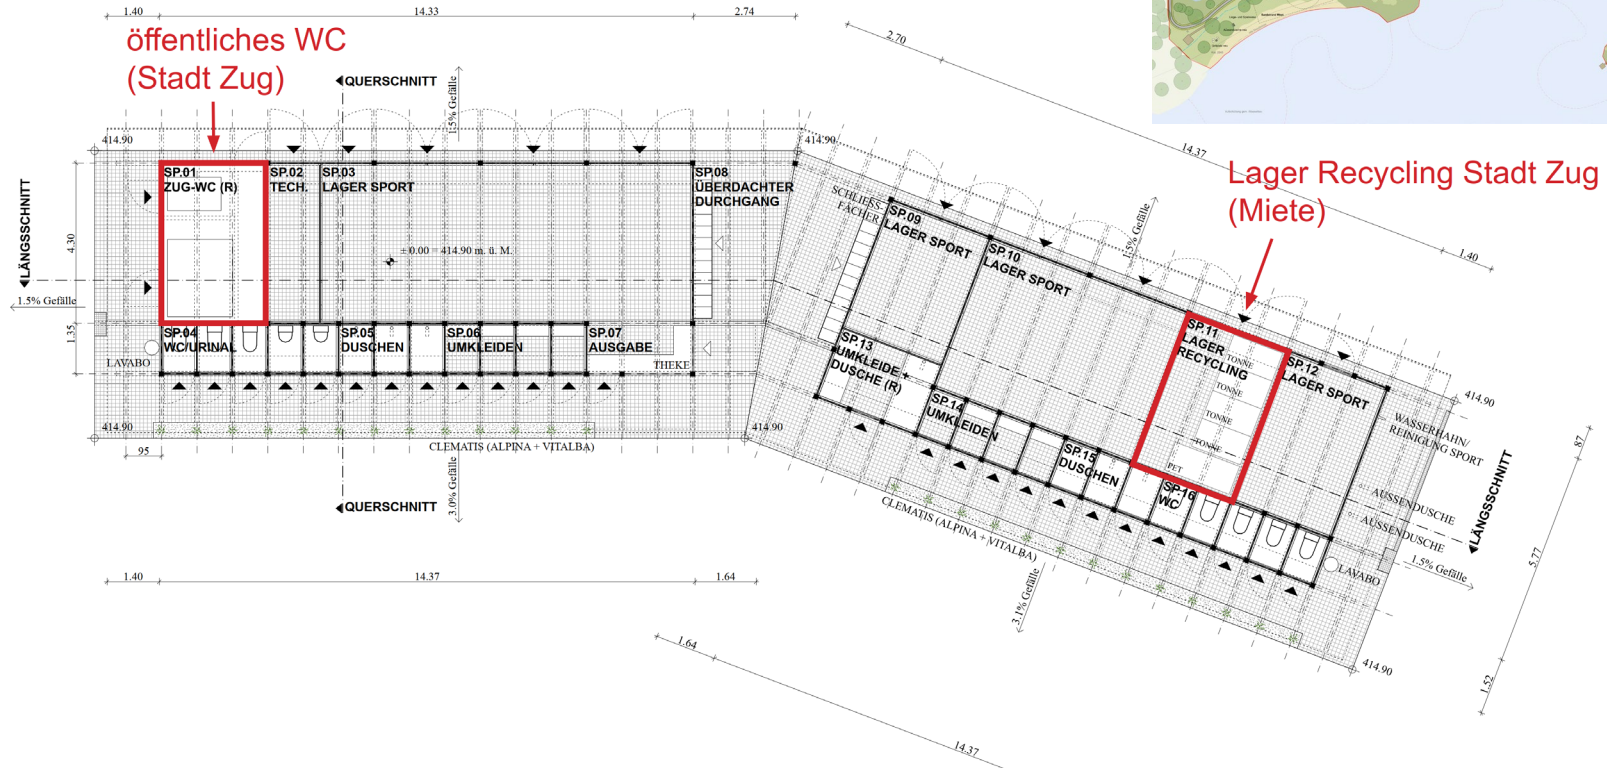 1.40
14.33
2.74
öffentliches WC
(Stadt Zug)
QUERSCHNITT
1.5% Gefälle
2.70
14.37
1.40
Lager Recycling Stadt Zug
(Miete)
414.90
414.90
LÄNGSSCHNITT
SP.01
ZUG-WC (R)
SP.02
TECH.
SP.03
LAGER SPORT
SP.08
ÜBERDACHTER
DURCHGANG
4.30
± 0.00 = 414.90 m. ü. M.
1.5% Gefälle
1.35
SP.04
WC/URINAL
SP.05
DUSCHEN
SP.06
UMKLEIDEN
SP.07
AUSGABE
LAVABO
THEKE
414.90
414.90
95
CLEMATIS (ALPINA + VITALBA)
3.0% Gefälle
QUERSCHNITT
1.40
14.37
1.64
SCHLIESS-
FÄCHER
SP.09
LAGER SPORT
SP.10
LAGER SPORT
1.5% Gefälle
SP.11
LAGER
RECYCLING
TONNE
TONNE
TONNE
TONNE
PET
SP.12
LAGER SPORT
SP.13
UMKLEIDE +
DUSCHE (R)
SP.14
UMKLEIDEN
SP.15
DUSCHEN
SP.16
WC
414.90
WASSERHAHN/
REINIGUNG SPORT
AUSSENDUSCHE
AUSSENDUSCHE
LÄNGSSCHNITT
1.5% Gefälle
LAVABO
CLEMATIS (ALPINA + VITALBA)
3.1% Gefälle
414.90
87
5.77
1.52
1.64
14.37